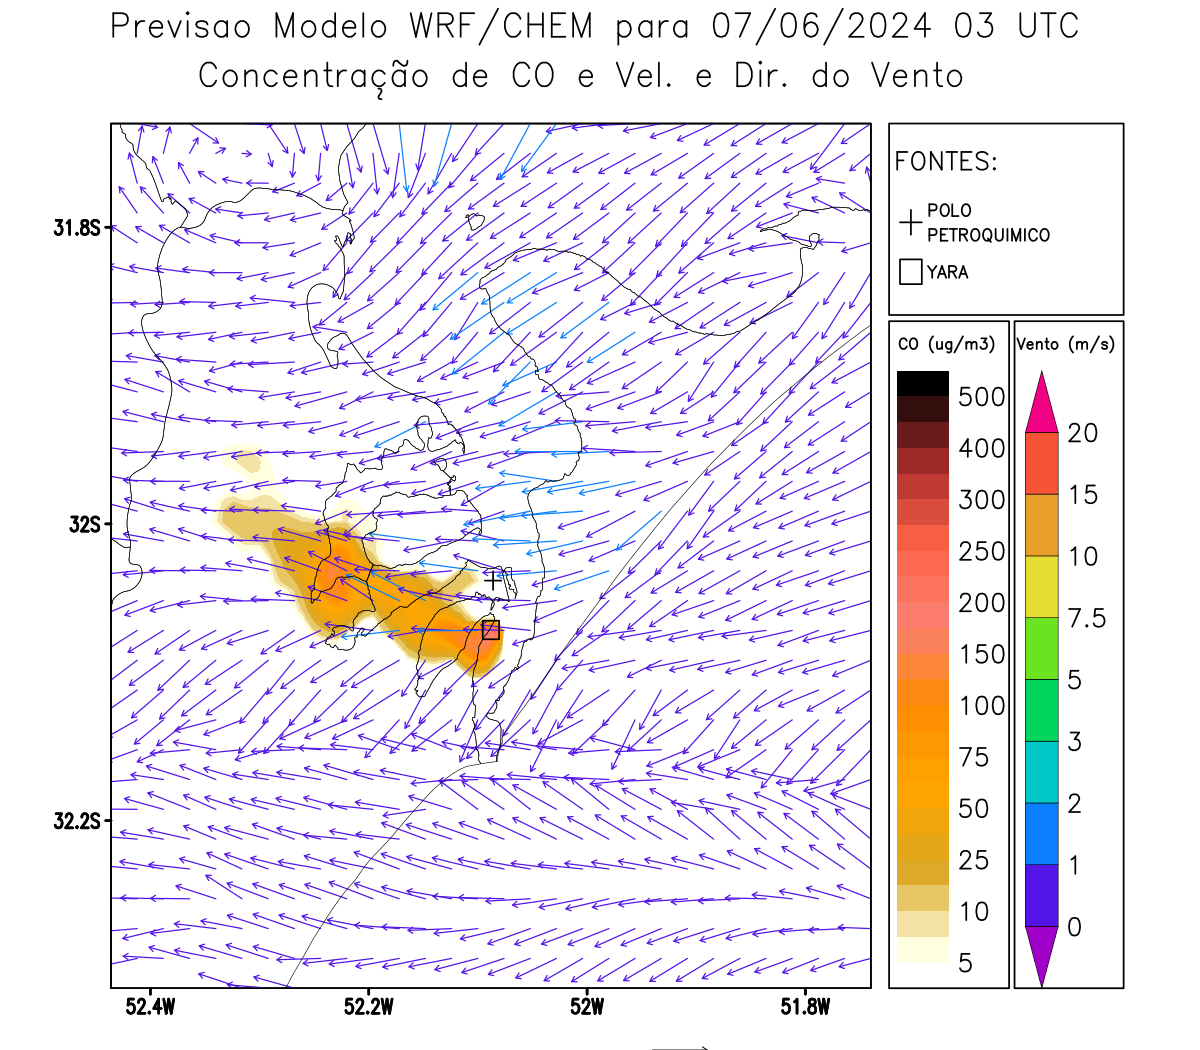 Previsao Modelo WRF/CHEM para 07/06/2024 03 UTC
Concentração de CO e Vel. e Dir. do Vento
FONTES:
POLO
PETROQUIMICO
YARA
CO (ug/m3)
500
400
300
250
200
150
100
75
50
25
10
5
Vento (m/s)
20
15
10
7.5
5
3
2
1
0
31.8S
32S
32.2S
52.4W
52.2W
52W
51.8W